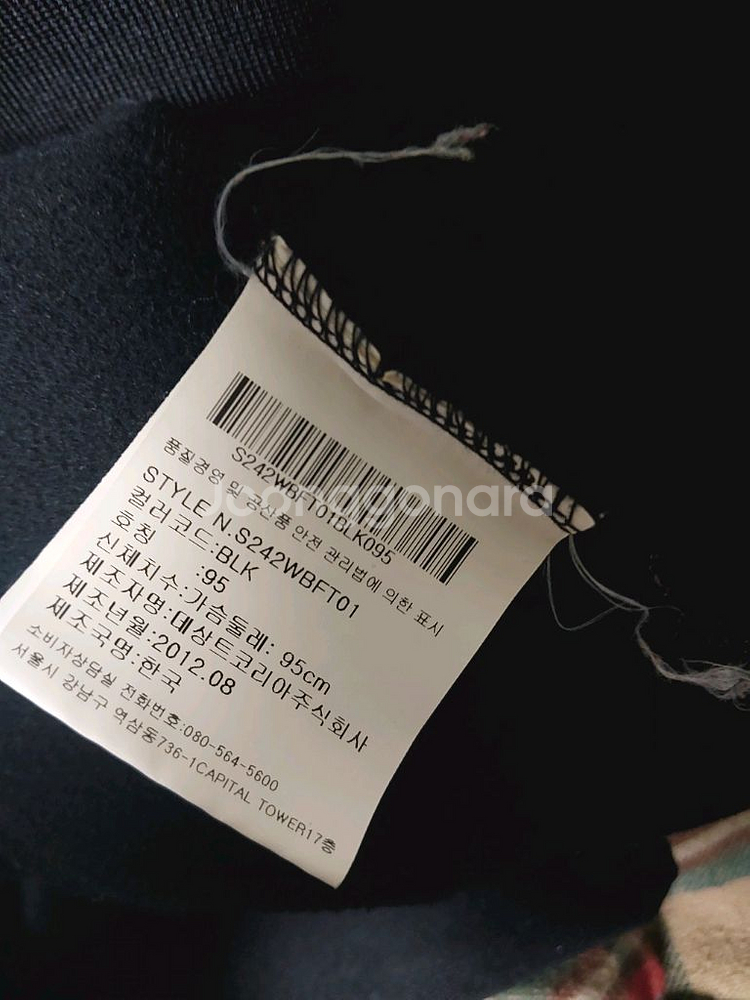 S242WBFT01BLK095
품질경영 및 공산품 안전 관리법에 의한 표시
STYLE N.S242WBFT01
컬러코드:BLK
호칭 :95
신체지수:가슴둘레: 95cm
제조자명:데상트코리아주식회사
제조년월:2012.08
제조국명:한국
소비자상담실 전화번호:080-564-5600
서울시 강남구 역삼동736-1CAPITAL TOWER17층
Joonggonara